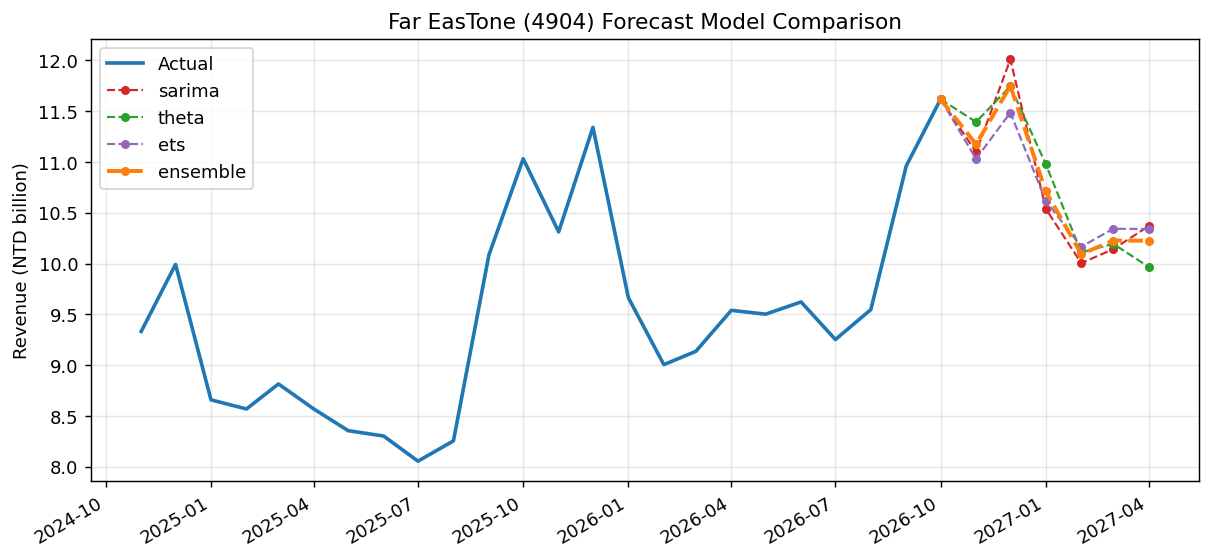 Far EasTone (4904) Forecast Model Comparison
Revenue (NTD billion)
12.0
11.5
11.0
10.5
10.0
9.5
9.0
8.5
8.0
Actual
sarima
theta
ets
ensemble
2024-10
2025-01
2025-04
2025-07
2025-10
2026-01
2026-04
2026-07
2026-10
2027-01
2027-04